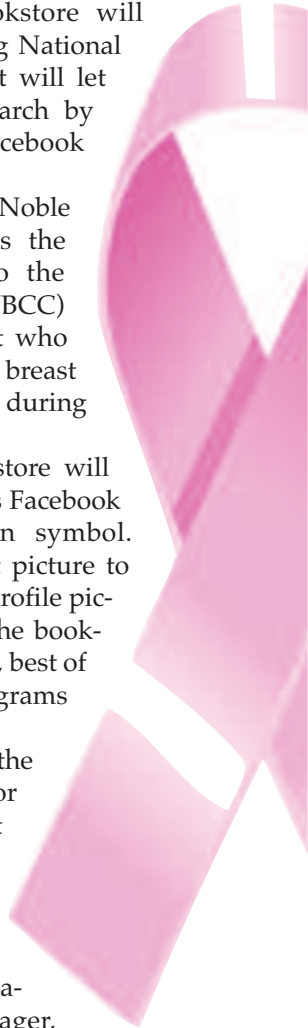 okstore will
g National
t will let
arch by
cebook
Noble
s the
o the
BCC)
t who
breast
during
store will
s Facebook
n symbol.
t picture to
rofile pic-
he book-
, best of
grams
the
or
t
a-
ager,